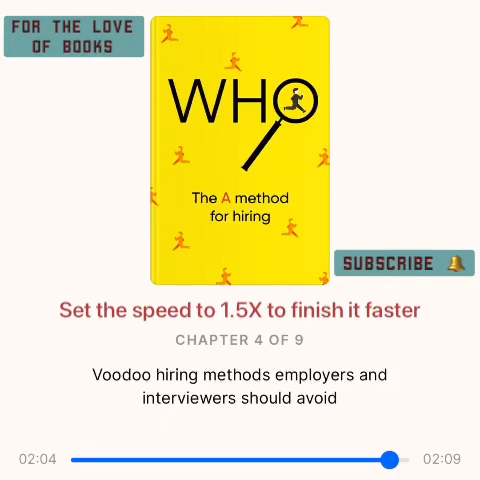 FOR THE LOVE
OF BOOKS
WHO
The A method
for hiring
SUBSCRIBE 🔔
Set the speed to 1.5X to finish it faster
CHAPTER 4 OF 9
Voodoo hiring methods employers and
interviewers should avoid
02:04
02:09